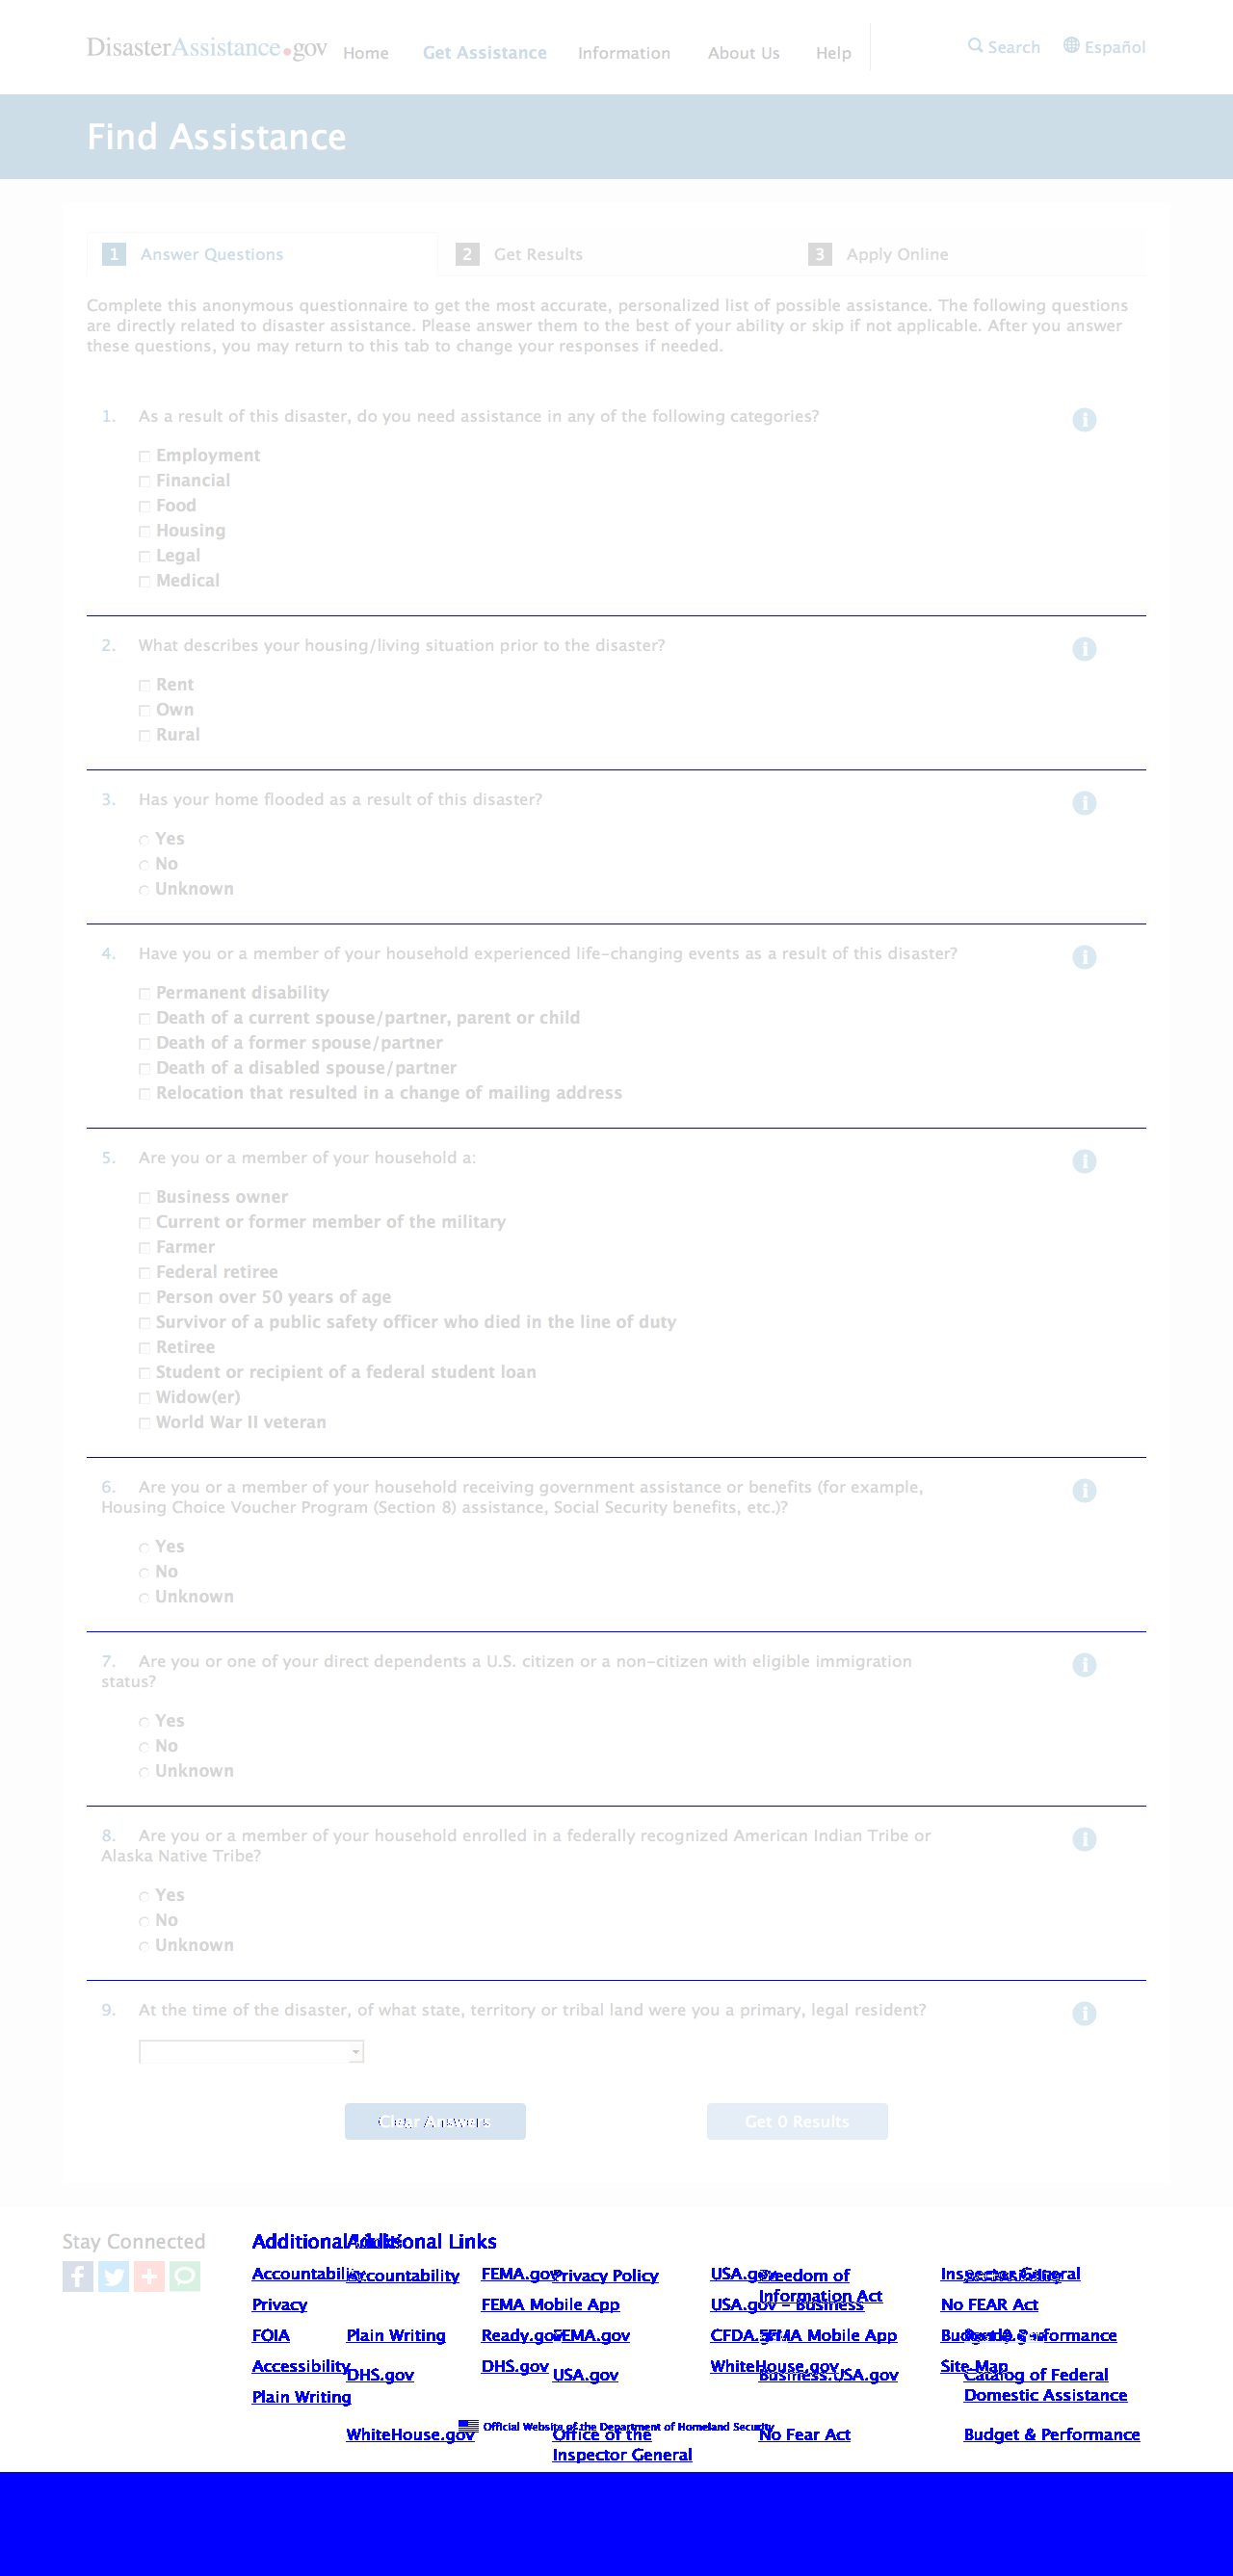 DisasterAssistance.gov Home Get Assistance Information About Us Help Search Español
Find Assistance
1 Answer Questions 2 Get Results 3 Apply Online
Complete this anonymous questionnaire to get the most accurate, personalized list of possible assistance. The following questions
are directly related to disaster assistance. Please answer them to the best of your ability or skip if not applicable. After you answer
these questions, you may return to this tab to change your responses if needed.
1. As a result of this disaster, do you need assistance in any of the following categories?
Employment
Financial
Food
Housing
Legal
Medical
2. What describes your housing/living situation prior to the disaster?
Rent
Own
Rural
3. Has your home flooded as a result of this disaster?
Yes
No
Unknown
4. Have you or a member of your household experienced life-changing events as a result of this disaster?
Permanent disability
Death of a current spouse/partner, parent or child
Death of a former spouse/partner
Death of a disabled spouse/partner
Relocation that resulted in a change of mailing address
5. Are you or a member of your household a:
Business owner
Current or former member of the military
Farmer
Federal retiree
Person over 50 years of age
Survivor of a public safety officer who died in the line of duty
Retiree
Student or recipient of a federal student loan
Widow(er)
World War II veteran
6. Are you or a member of your household receiving government assistance or benefits (for example,
Housing Choice Voucher Program (Section 8) assistance, Social Security benefits, etc.)?
Yes
No
Unknown
7. Are you or one of your direct dependents a U.S. citizen or a non-citizen with eligible immigration
status?
Yes
No
Unknown
8. Are you or a member of your household enrolled in a federally recognized American Indian Tribe or
Alaska Native Tribe?
Yes
No
Unknown
9. At the time of the disaster, of what state, territory or tribal land were you a primary, legal resident?
Clear Answers Get 0 Results
Stay Connected Additional Links Additional Links
Accountability Accountability FEMA.gov Privacy Policy USA.gov Freedom of Inspector General
Information Act
Privacy FEMA Mobile App USA.gov - Business No FEAR Act
FOIA Plain Writing Ready.gov FEMA.gov CFDA.gov FEMA Mobile App Budget & Performance
Accessibility DHS.gov DHS.gov USA.gov WhiteHouse.gov Business.USA.gov Site Map Catalog of Federal
Domestic Assistance
Plain Writing
Official Website of the Department of Homeland Security
WhiteHouse.gov Office of the No Fear Act Budget & Performance
Inspector General